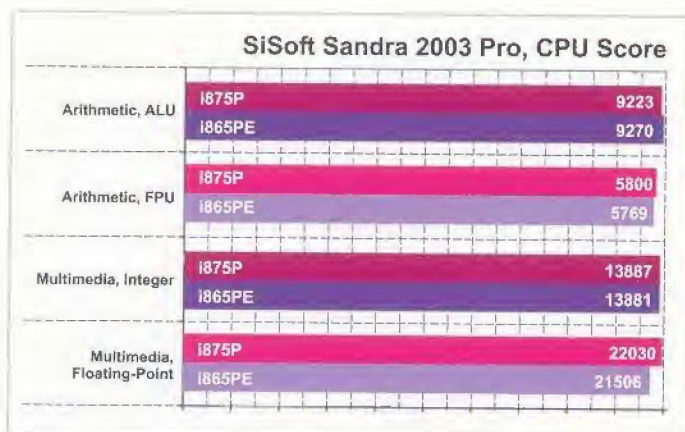 SiSoft Sandra 2003 Pro, CPU Score
Arithmetic, ALU
i875P 9223
i865PE 9270
Arithmetic, FPU
i875P 5800
i865PE 5769
Multimedia, Integer
i875P 13887
i865PE 13881
Multimedia,
Floating-Point
i875P 22030
i865PE 21506